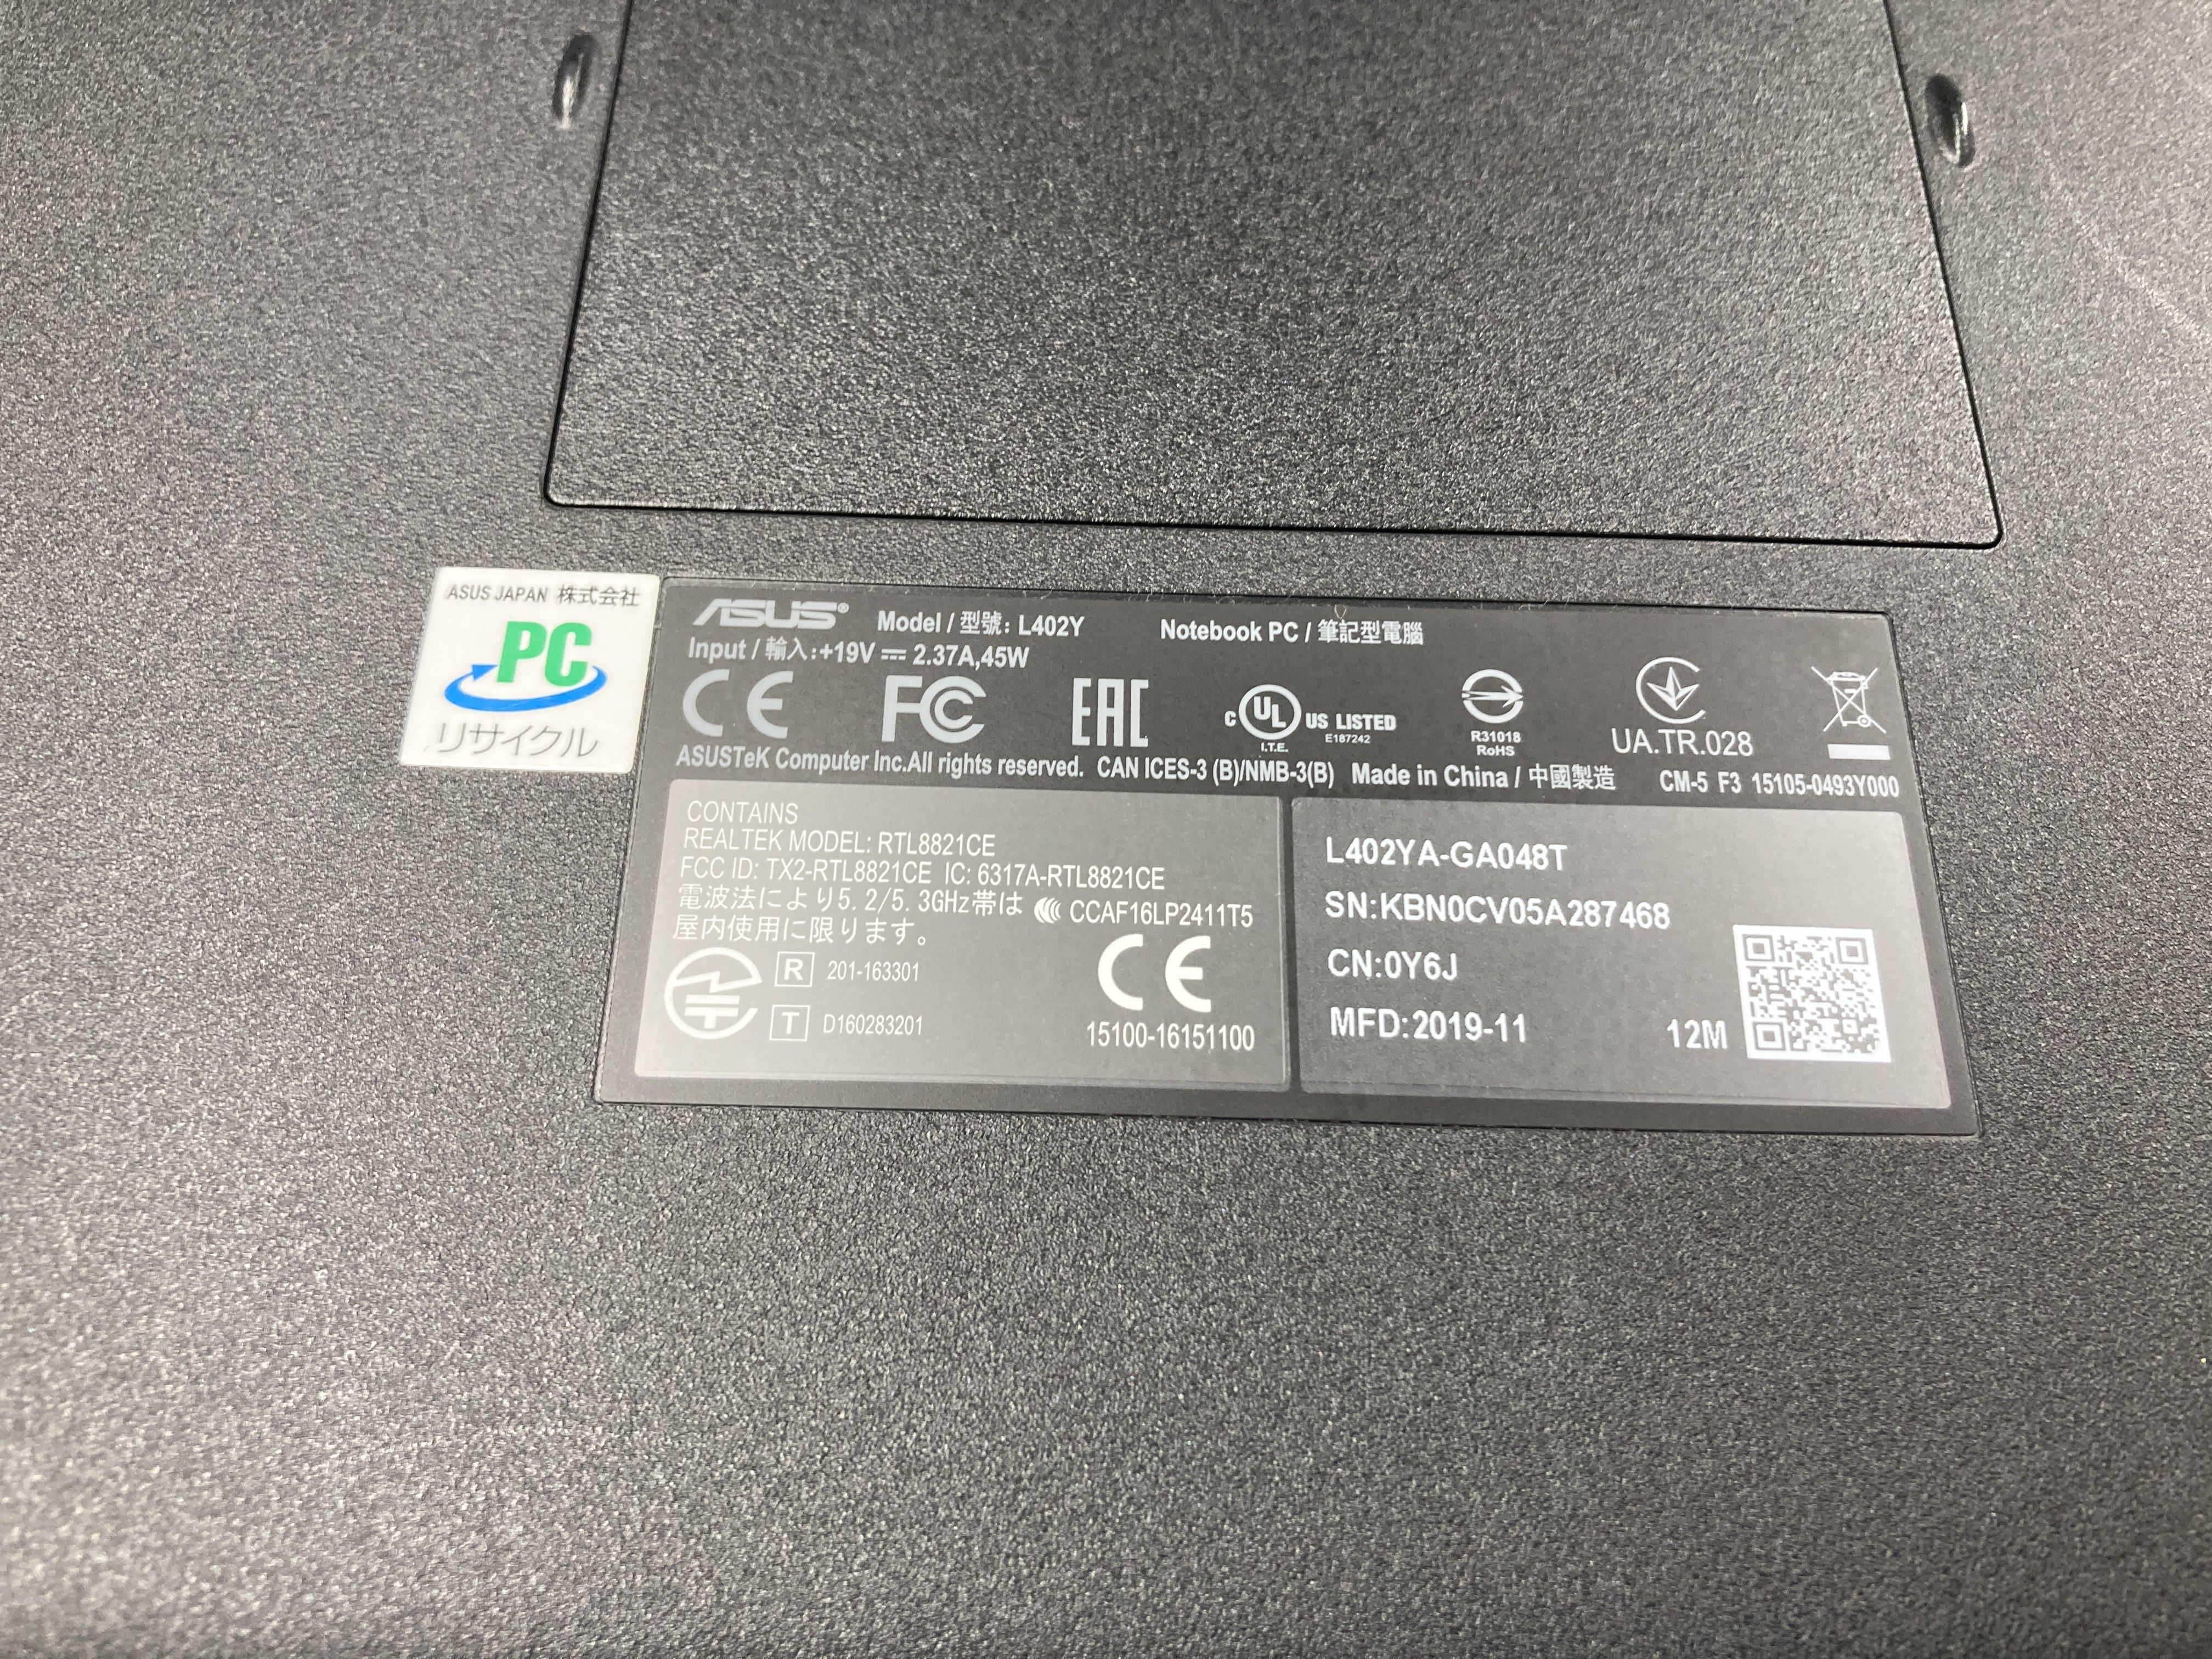 ASUS JAPAN 株式会社
PC
リサイクル
ASUS® Model / 型號: L402Y Notebook PC / 筆記型電腦
Input / 輸入:+19V ⎓ 2.37A,45W
CE FC EAC c UL US LISTED
I.T.E. E187242
R31018
RoHS
UA.TR.028
ASUSTeK Computer Inc.All rights reserved. CAN ICES-3 (B)/NMB-3(B) Made in China / 中國製造 CM-5 F3 15105-0493Y000
CONTAINS
REALTEK MODEL: RTL8821CE
FCC ID: TX2-RTL8821CE IC: 6317A-RTL8821CE
電波法により5.2/5.3GHz帯は CCAF16LP2411T5
屋内使用に限ります。
R 201-163301 CE
T D160283201 15100-16151100
L402YA-GA048T
SN:KBN0CV05A287468
CN:0Y6J
MFD:2019-11 12M